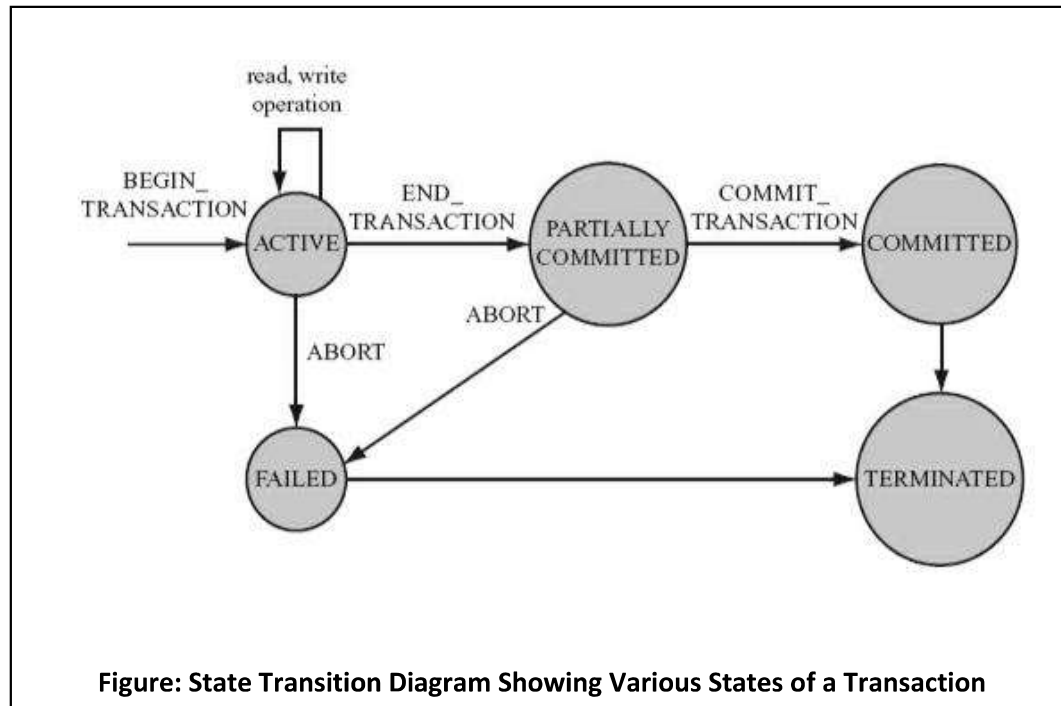 read, write
operation
BEGIN_
TRANSACTION
ACTIVE
END_
TRANSACTION
PARTIALLY
COMMITTED
COMMIT_
TRANSACTION
COMMITTED
ABORT
ABORT
FAILED
TERMINATED
Figure: State Transition Diagram Showing Various States of a Transaction